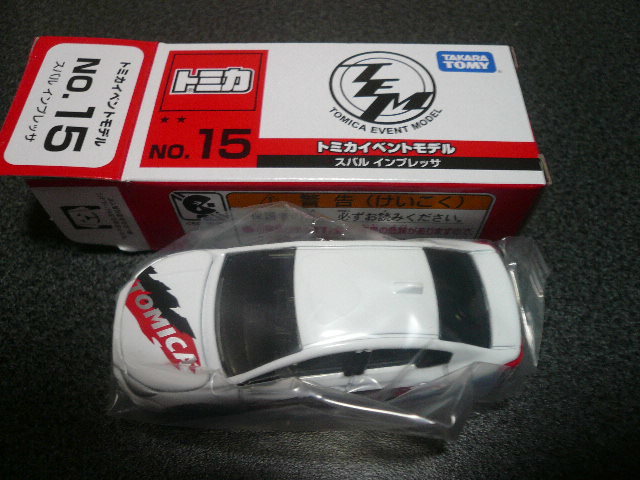 トミカイベントモデル
NO.15
スバル インプレッサ
トミカ
★★
NO. 15
TEM
TOMICA EVENT MODEL
TAKARA TOMY
トミカイベントモデル
スバル インプレッサ
警告(けいごく)
必ずお読みください。
TOMICA